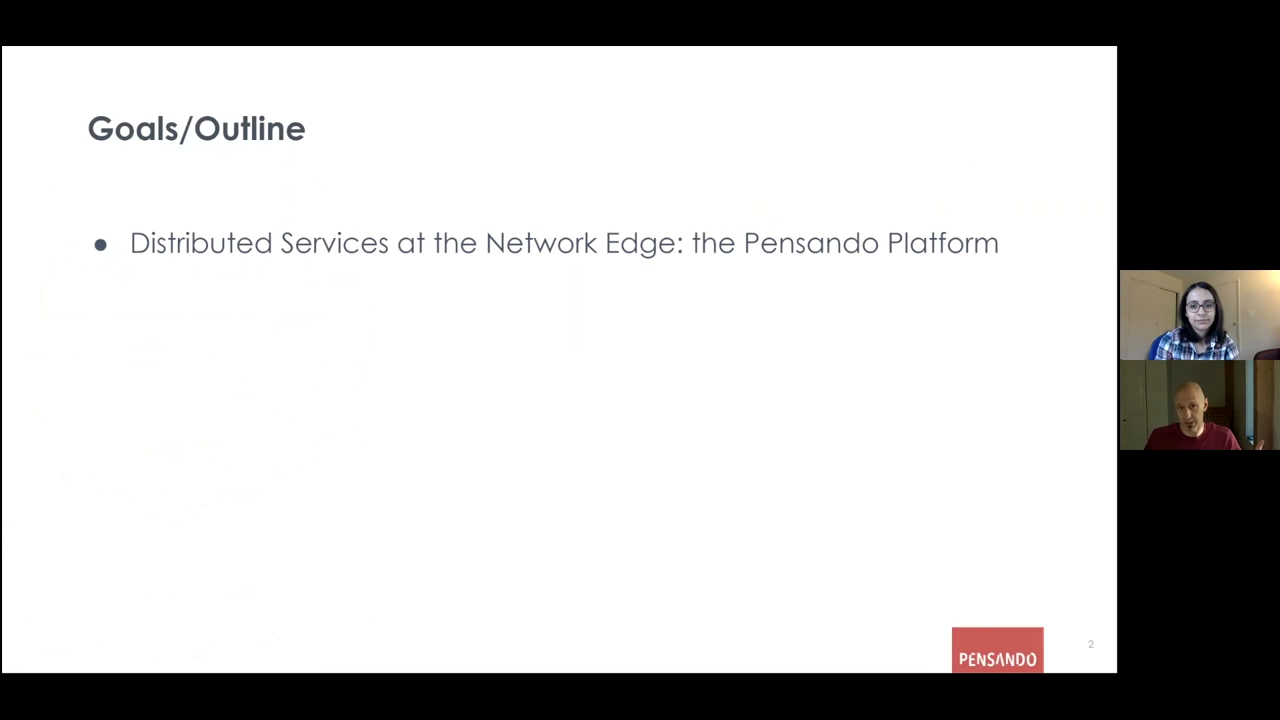 Goals/Outline
● Distributed Services at the Network Edge: the Pensando Platform
PENSANDO
2